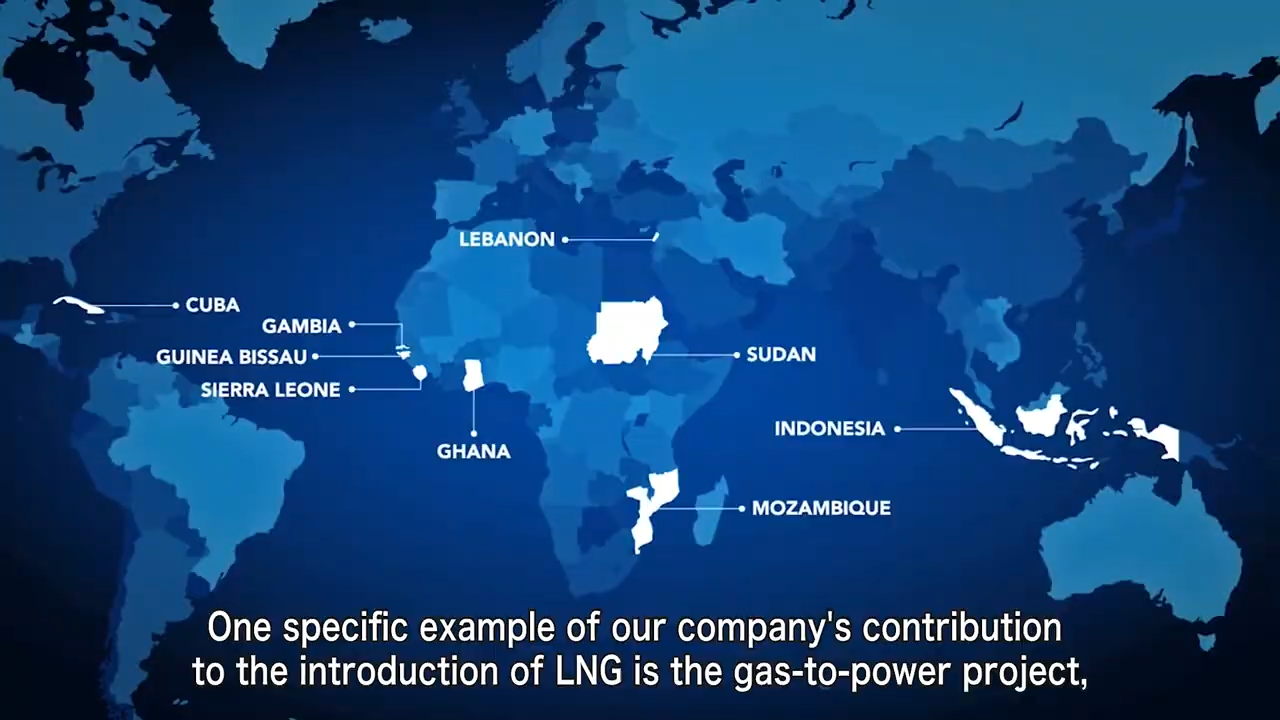 LEBANON
CUBA
GAMBIA
GUINEA BISSAU
SUDAN
SIERRA LEONE
INDONESIA
GHANA
MOZAMBIQUE
One specific example of our company's contribution
to the introduction of LNG is the gas-to-power project,